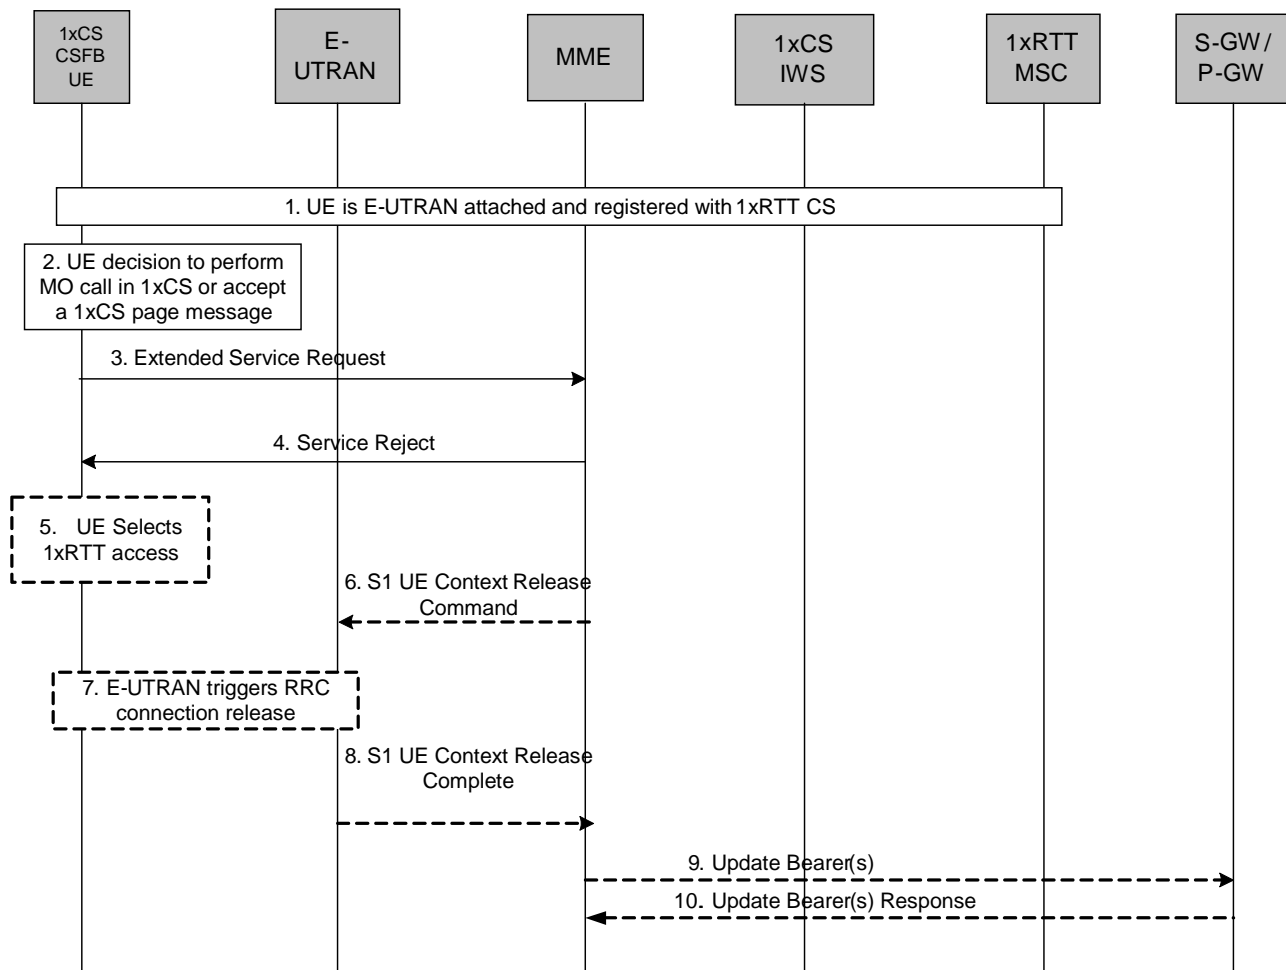 1xCS
CSFB
UE
E-
UTRAN
MME
1xCS
IWS
1xRTT
MSC
S-GW/
P-GW
1. UE is E-UTRAN attached and registered with 1xRTT CS
2. UE decision to perform
MO call in 1xCS or accept
a 1xCS page message
3. Extended Service Request
4. Service Reject
5. UE Selects
1xRTT access
6. S1 UE Context Release
Command
7. E-UTRAN triggers RRC
connection release
8. S1 UE Context Release
Complete
9. Update Bearer(s)
10. Update Bearer(s) Response